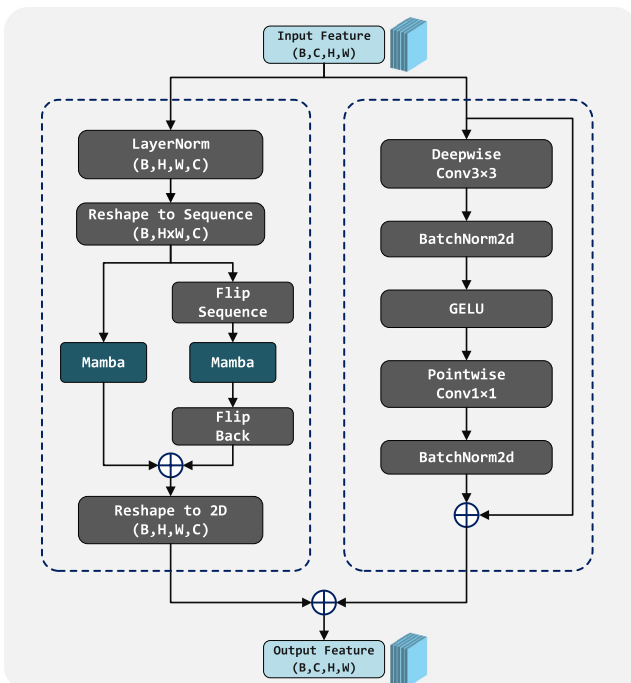 Input Feature
(B,C,H,W)
LayerNorm
(B,H,W,C)
Reshape to Sequence
(B,HxW,C)
Flip
Sequence
Mamba
Mamba
Flip
Back
Reshape to 2D
(B,H,W,C)
Deepwise
Conv3×3
BatchNorm2d
GELU
Pointwise
Conv1×1
BatchNorm2d
Output Feature
(B,C,H,W)